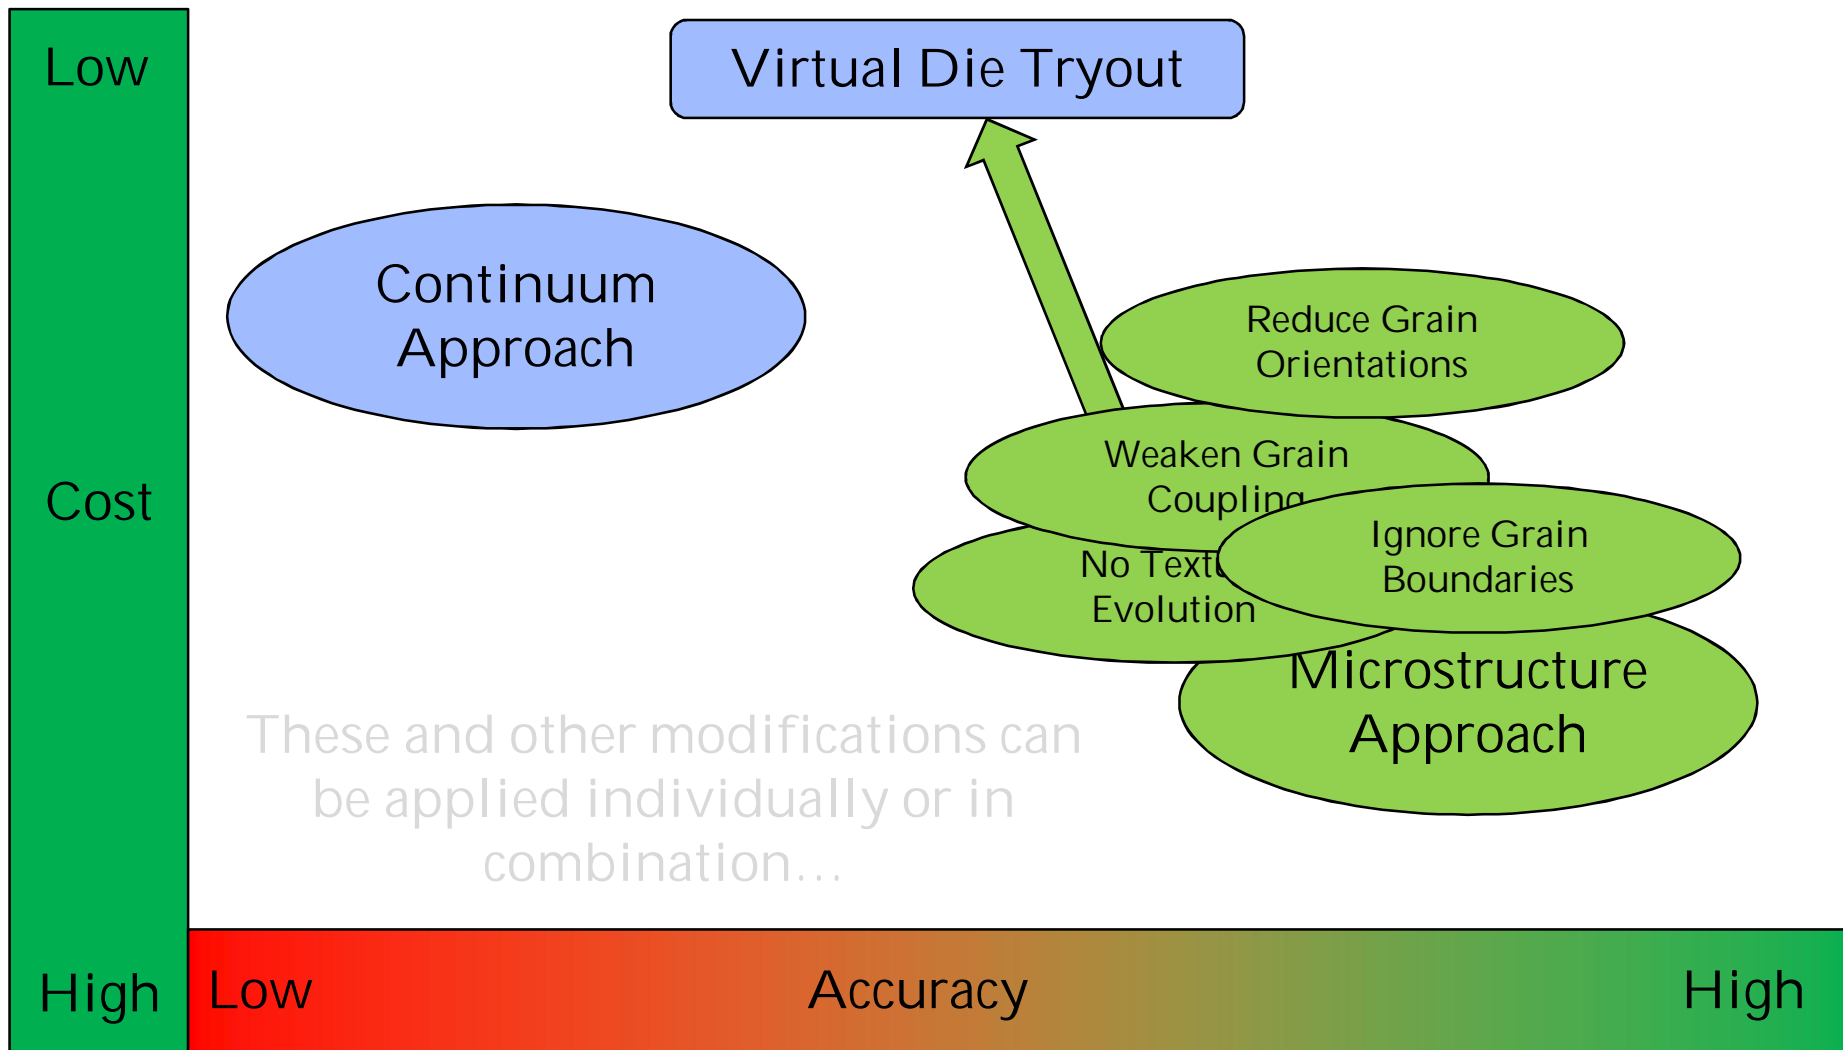 Low
Virtual Die Tryout
Continuum
Approach
Reduce Grain
Orientations
Weaken Grain
Coupling
Cost
Ignore Grain
Boundaries
No
Evolution
Microstructure
Approach
These and other modifications can
be applied individually or in
combination…
High
Low
Accuracy
High